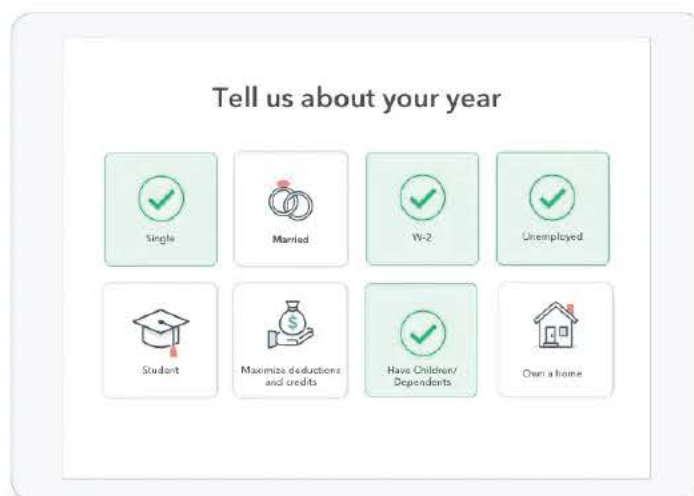 Tell us about your year
Single
Married
W-2
Unemployed
Student
Maximize deductions
and credits
Have Children/
Dependents
Own a home
$